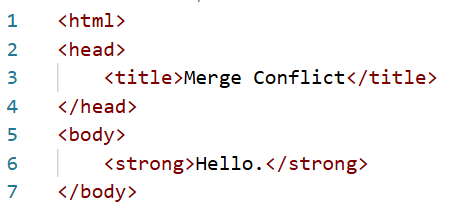 1 <html>
2 <head>
3 <title>Merge Conflict</title>
4 </head>
5 <body>
6 <strong>Hello.</strong>
7 </body>